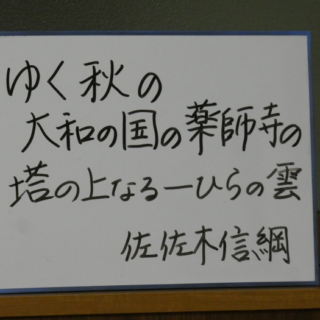 ゆく秋の
大和の国の薬師寺の
塔の上なる一ひらの雲
佐佐木信綱